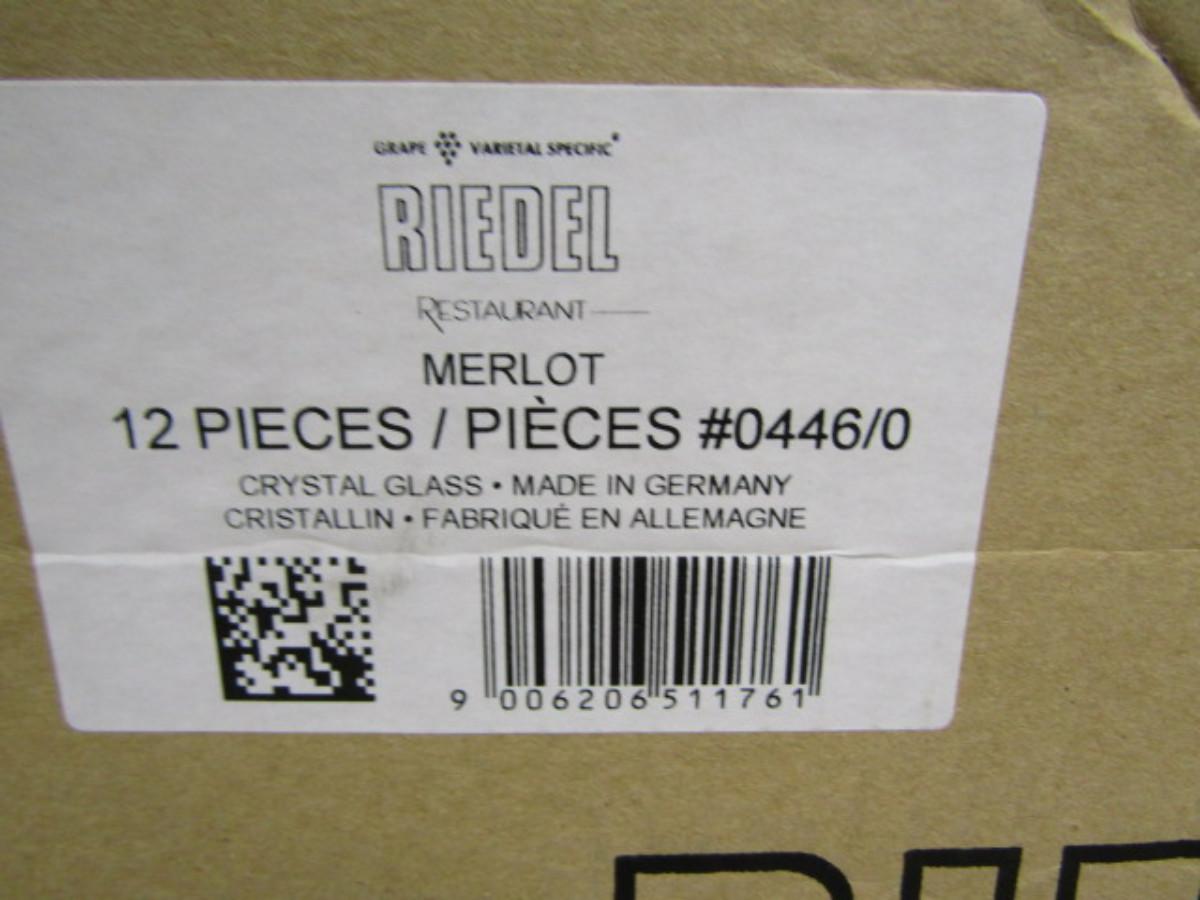 GRAPE VARIETAL SPECIFIC®
RIEDEL
RESTAURANT
MERLOT
12 PIECES / PIÈCES #0446/0
CRYSTAL GLASS • MADE IN GERMANY
CRISTALLIN • FABRIQUÉ EN ALLEMAGNE
9 006206 511761